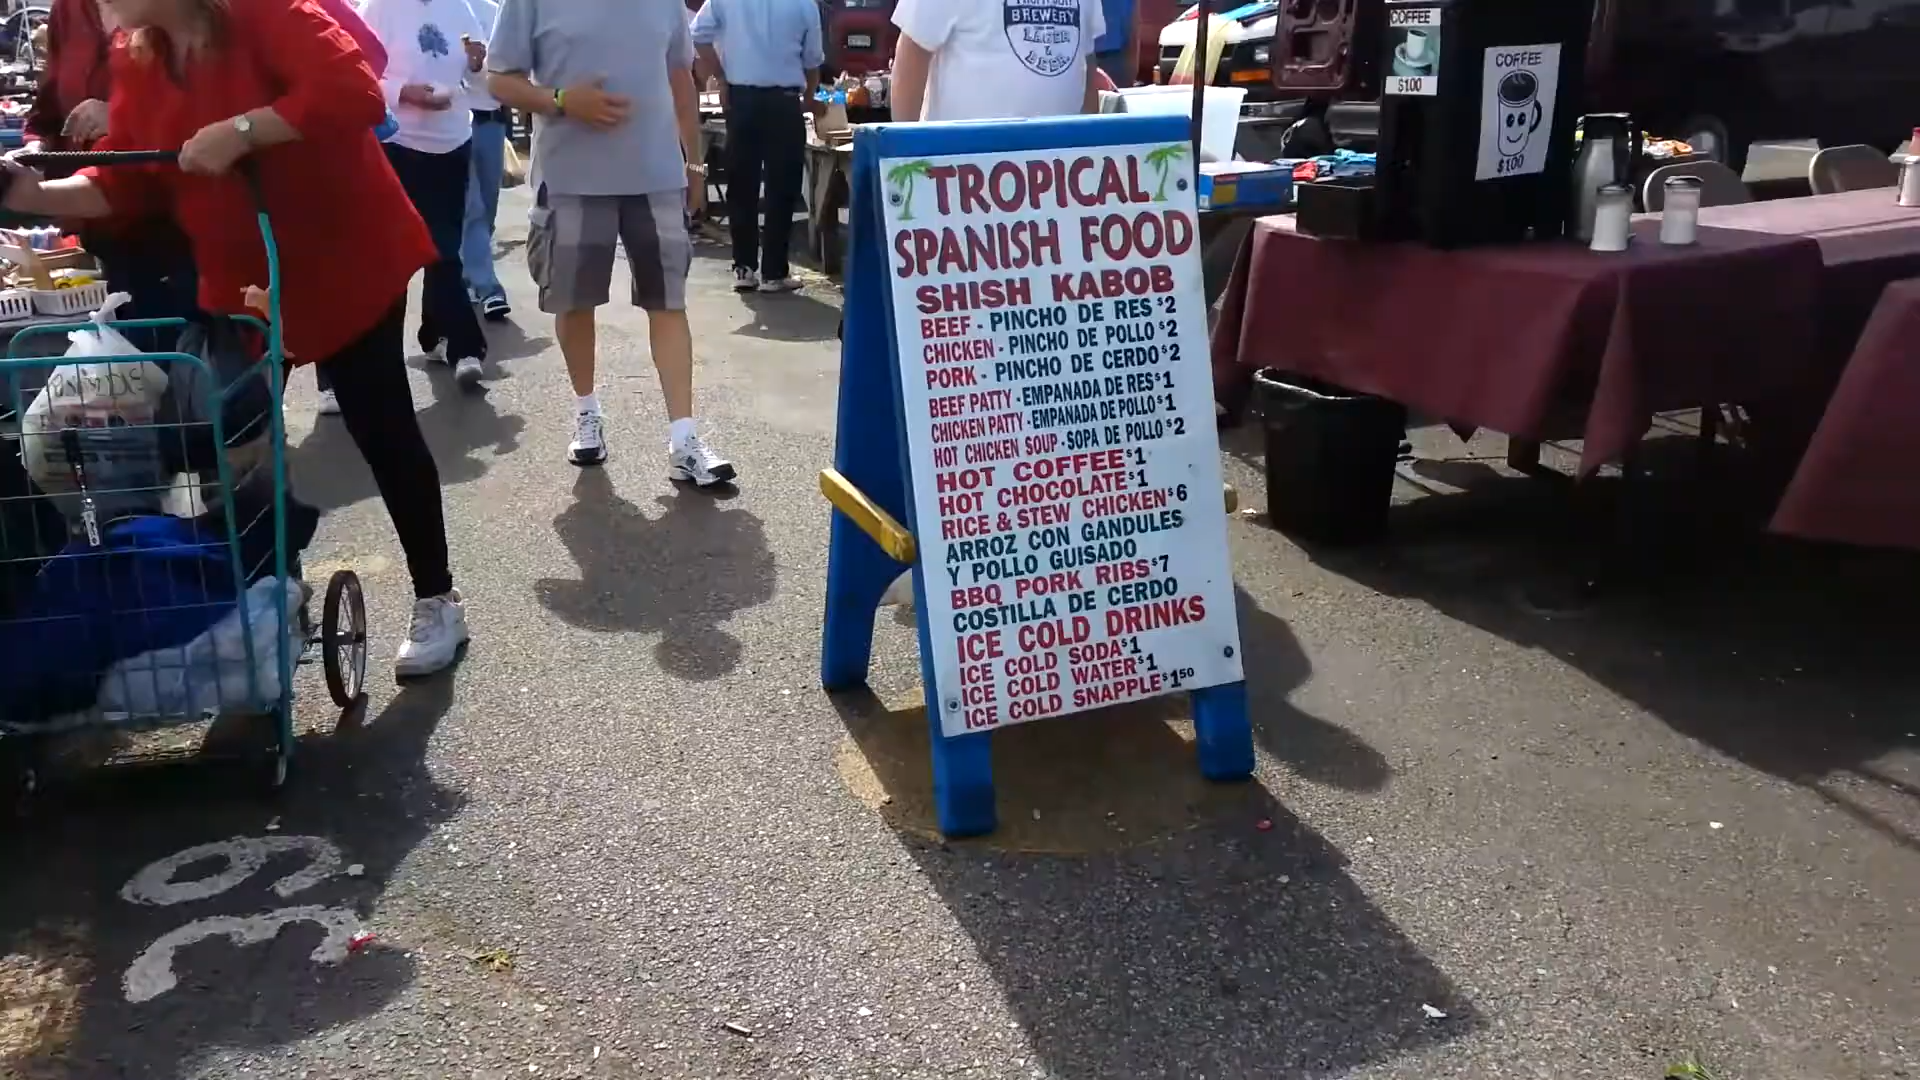 BREWERY
LAGER
&
BEER
COFFEE
$100
COFFEE
$100
TROPICAL
SPANISH FOOD
SHISH KABOB
BEEF - PINCHO DE RES $2
CHICKEN - PINCHO DE POLLO $2
PORK - PINCHO DE CERDO $2
BEEF PATTY - EMPANADA DE RES $1
CHICKEN PATTY - EMPANADA DE POLLO $1
HOT CHICKEN SOUP - SOPA DE POLLO $2
HOT COFFEE $1
HOT CHOCOLATE $1
RICE & STEW CHICKEN $6
ARROZ CON GANDULES
Y POLLO GUISADO
BBQ PORK RIBS $7
COSTILLA DE CERDO
ICE COLD DRINKS
ICE COLD SODA $1
ICE COLD WATER $1
ICE COLD SNAPPLE $1 50